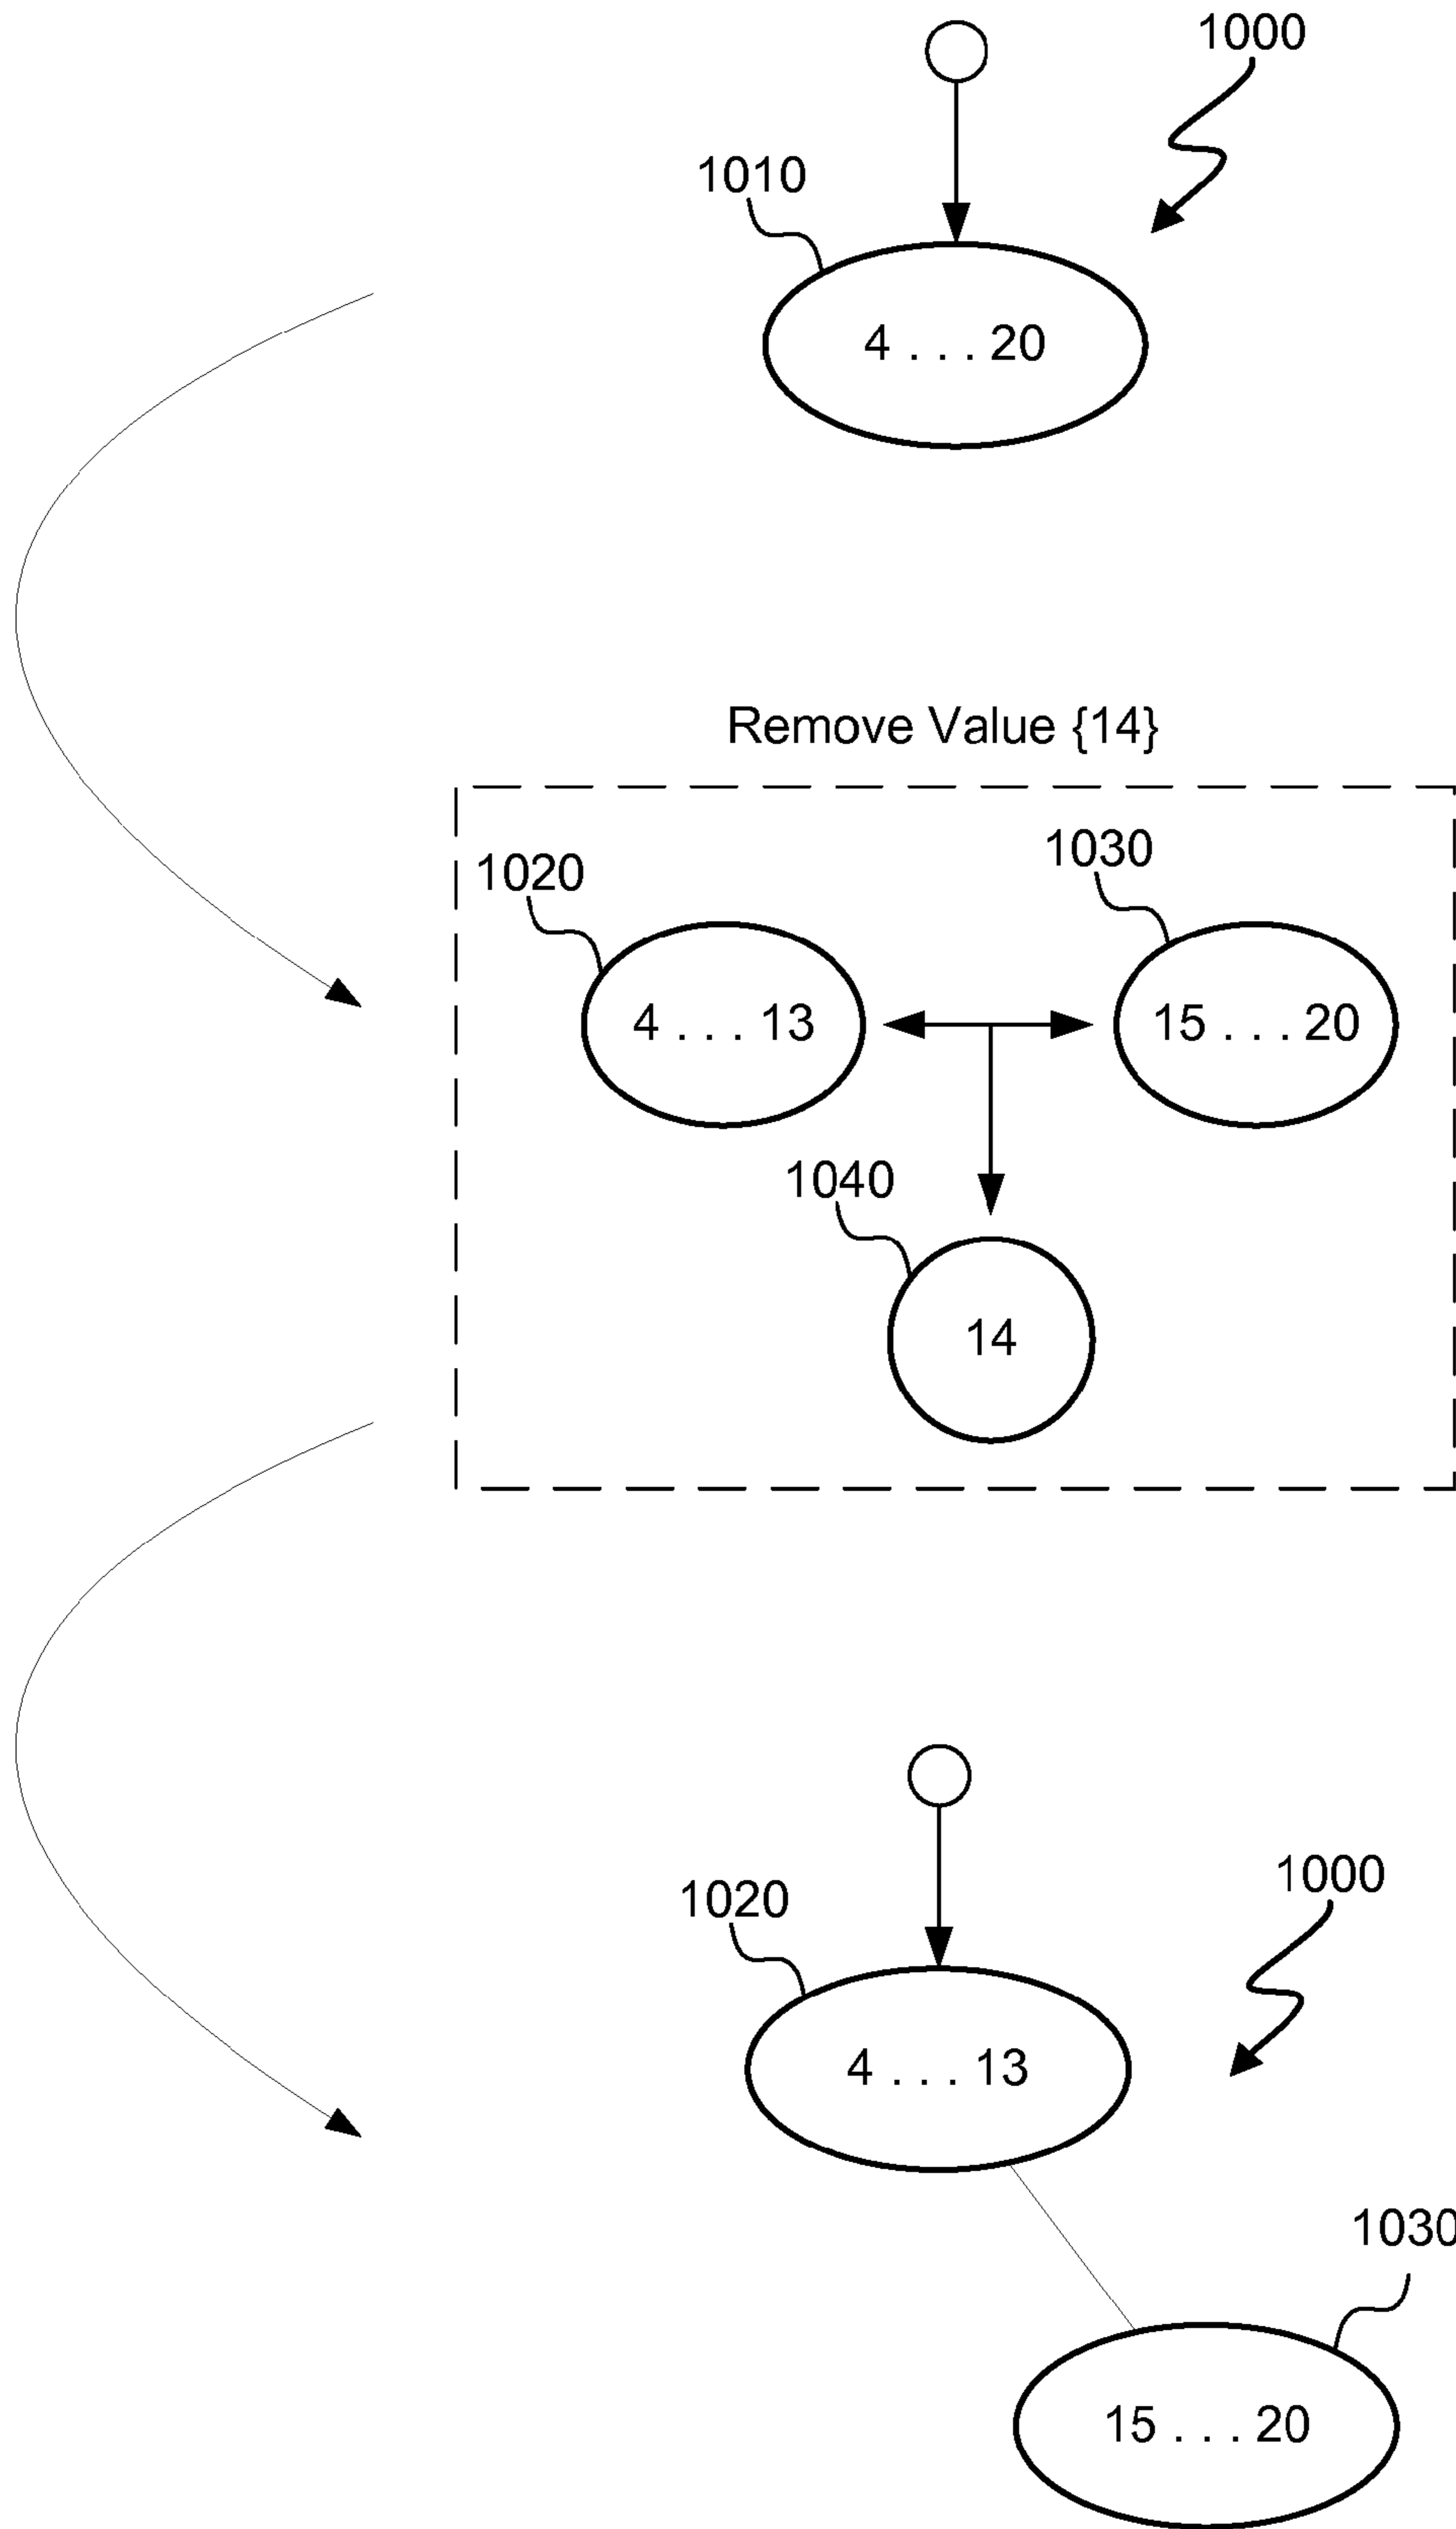 1000
1010
4 . . . 20
Remove Value {14}
1030
1020
4 . . . 13
15 . . . 20
1040
14
1000
1020
4 . . . 13
1030
15 . . . 20